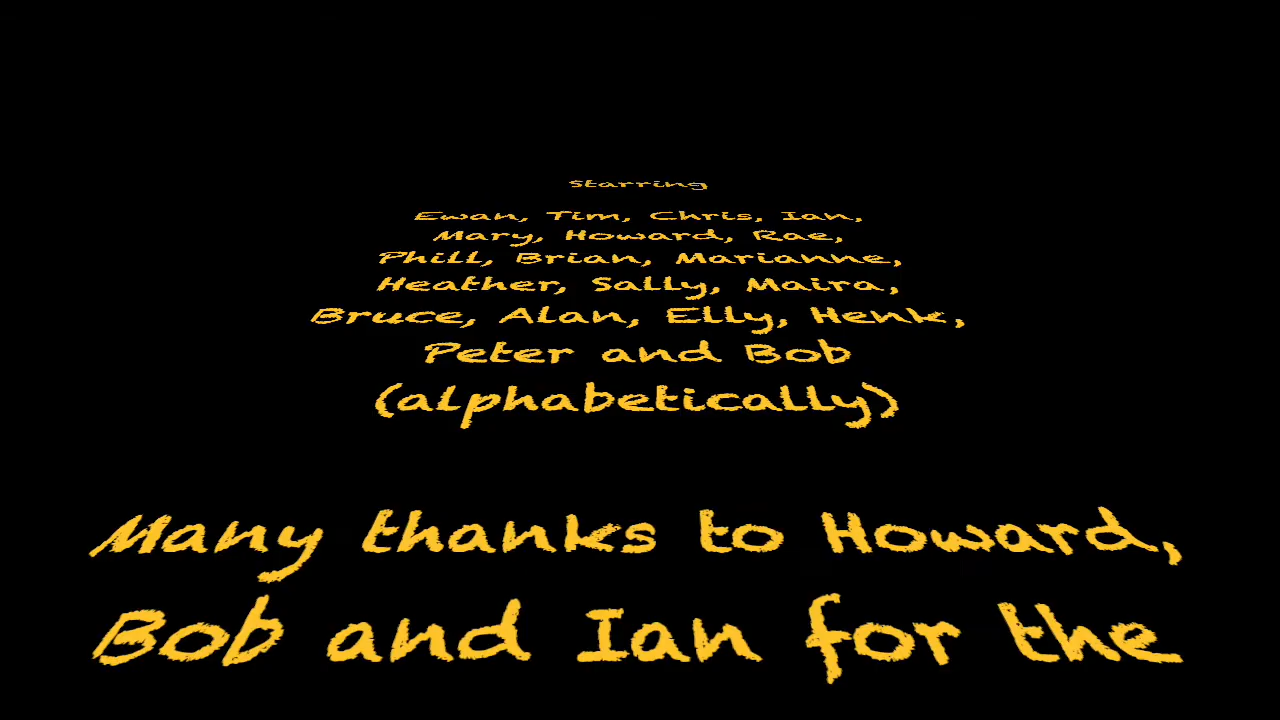 Starring
Ewan, Tim, Chris, Ian,
Mary, Howard, Rae,
Phill, Brian, Marianne,
Heather, Sally, Maira,
Bruce, Alan, Elly, Henk,
Peter and Bob
(alphabetically)
Many thanks to Howard,
Bob and Ian for the